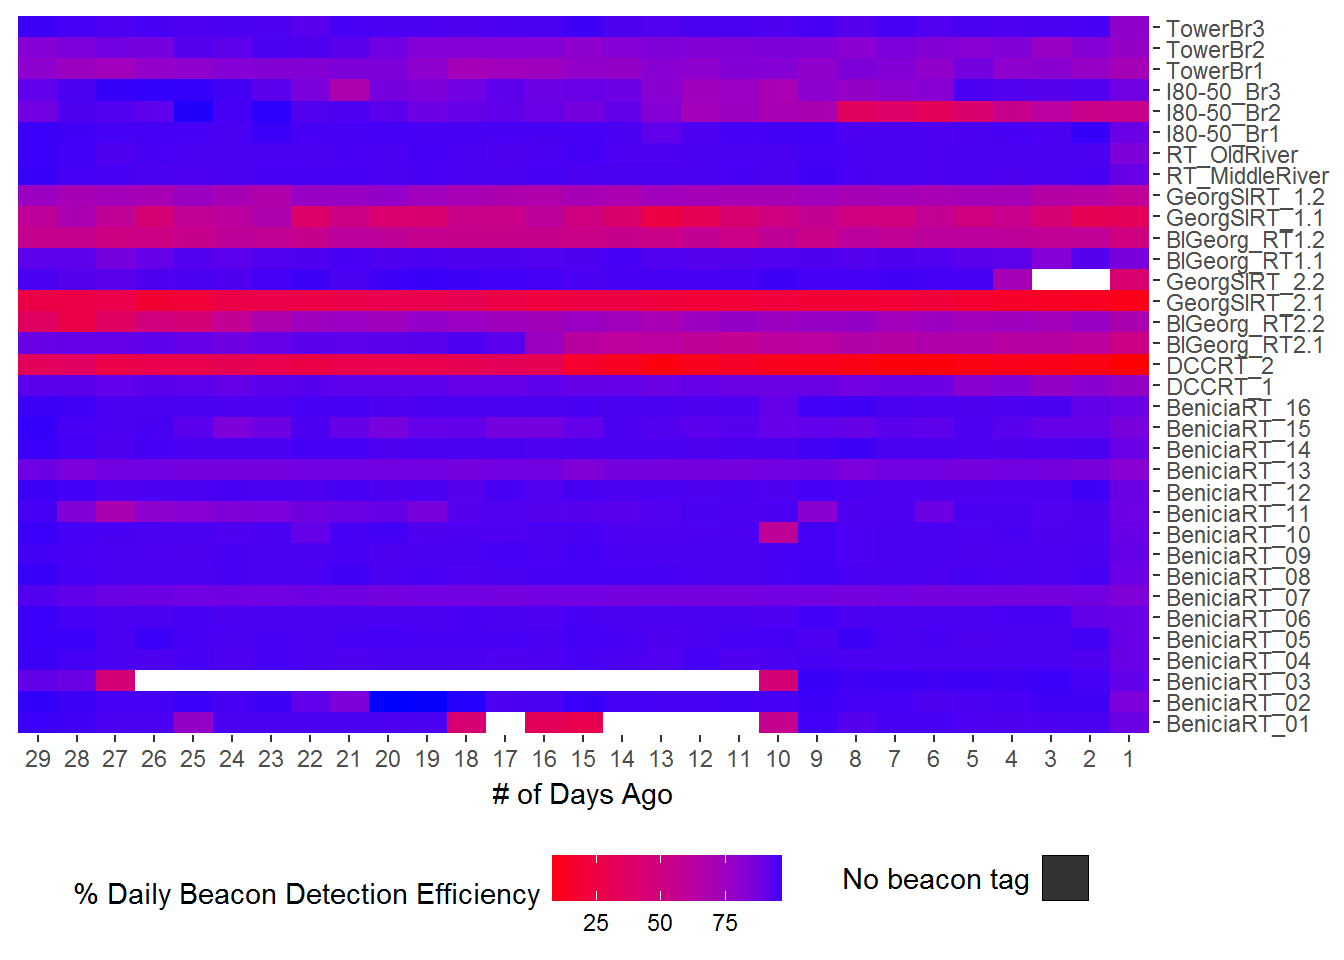 TowerBr3
TowerBr2
TowerBr1
I80-50_Br3
I80-50_Br2
I80-50_Br1
RT_OldRiver
RT_MiddleRiver
GeorgSlRT_1.2
GeorgSlRT_1.1
BlGeorg_RT1.2
BlGeorg_RT1.1
GeorgSlRT_2.2
GeorgSlRT_2.1
BlGeorg_RT2.2
BlGeorg_RT2.1
DCCRT_2
DCCRT_1
BeniciaRT_16
BeniciaRT_15
BeniciaRT_14
BeniciaRT_13
BeniciaRT_12
BeniciaRT_11
BeniciaRT_10
BeniciaRT_09
BeniciaRT_08
BeniciaRT_07
BeniciaRT_06
BeniciaRT_05
BeniciaRT_04
BeniciaRT_03
BeniciaRT_02
BeniciaRT_01
29 28 27 26 25 24 23 22 21 20 19 18 17 16 15 14 13 12 11 10 9 8 7 6 5 4 3 2 1
# of Days Ago
% Daily Beacon Detection Efficiency
25 50 75
No beacon tag